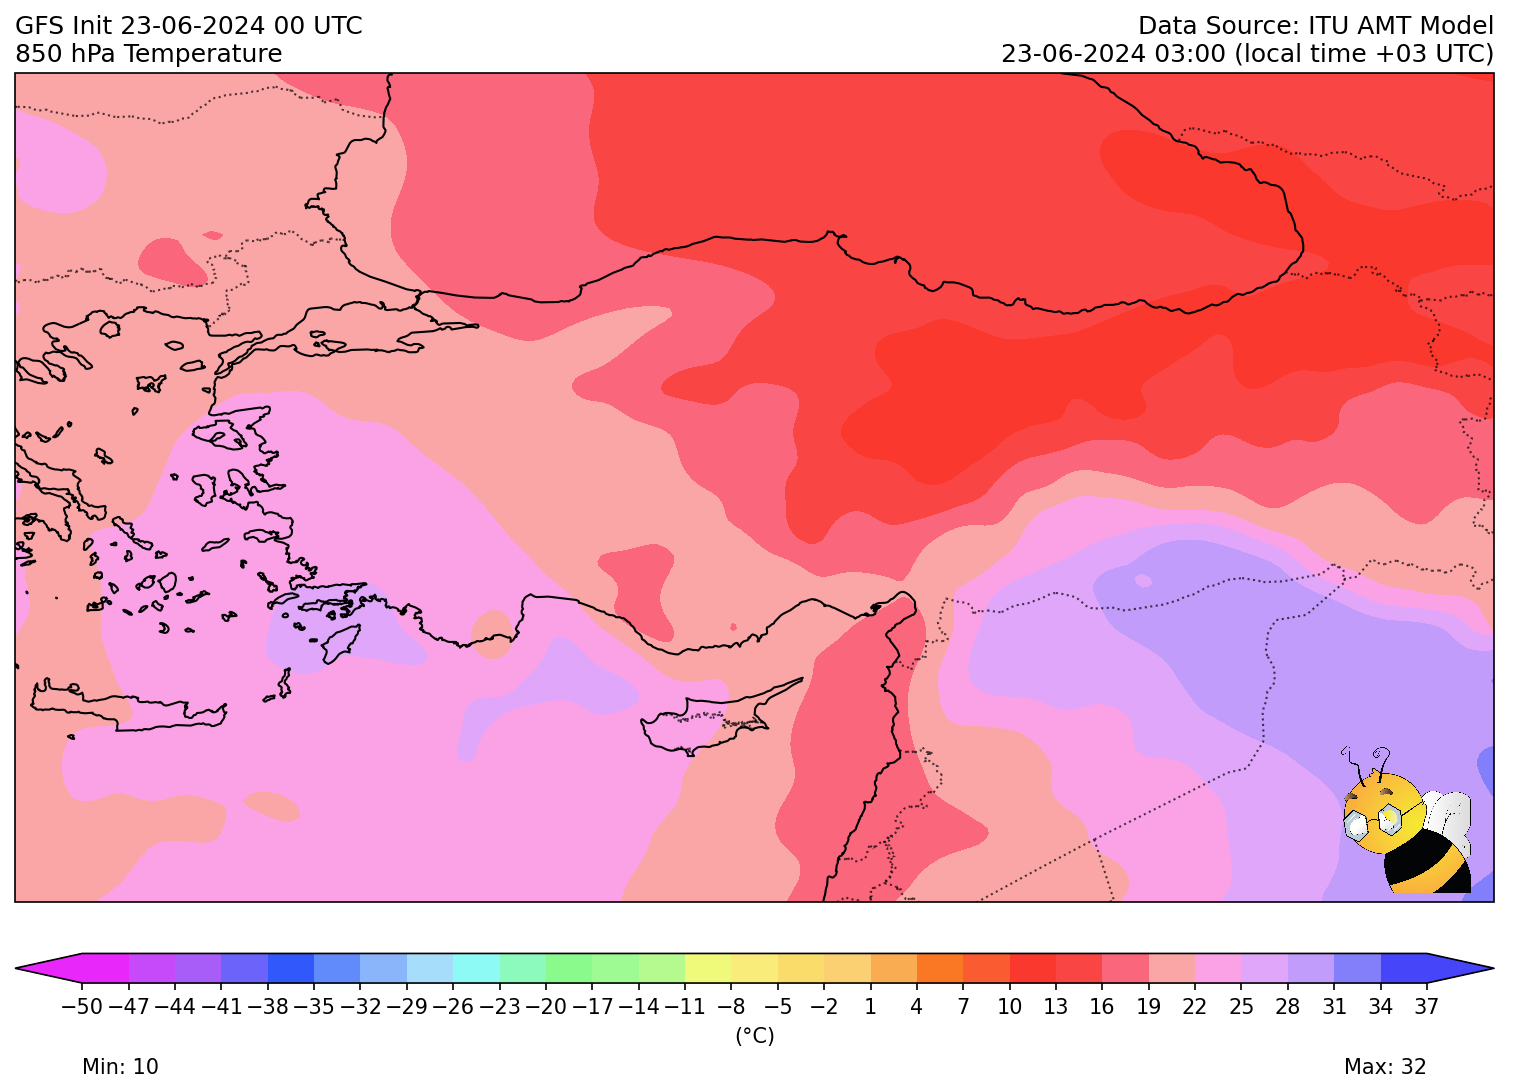 GFS Init 23-06-2024 00 UTC
850 hPa Temperature
Data Source: ITU AMT Model
23-06-2024 03:00 (local time +03 UTC)
−50 −47 −44 −41 −38 −35 −32 −29 −26 −23 −20 −17 −14 −11 −8 −5 −2 1 4 7 10 13 16 19 22 25 28 31 34 37
(°C)
Min: 10
Max: 32